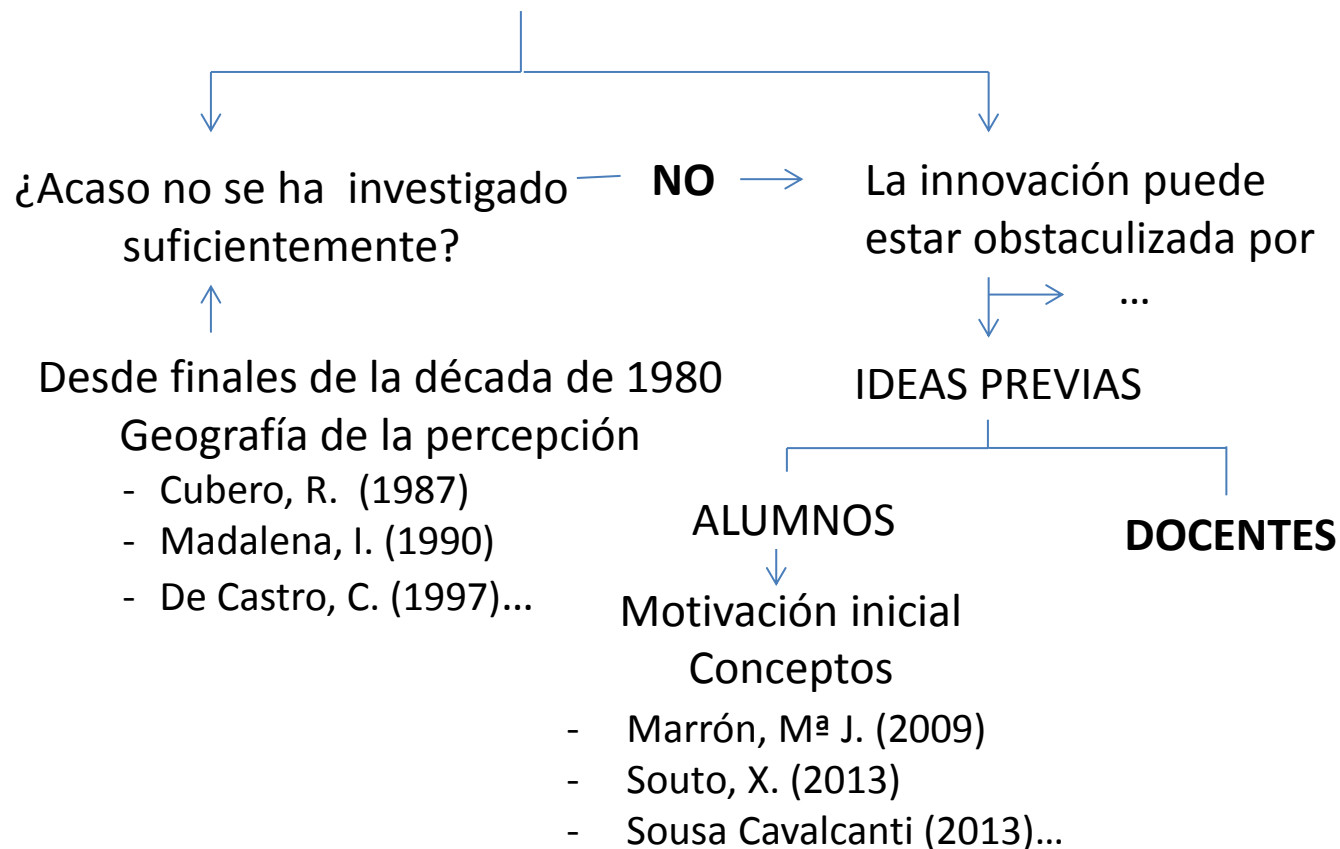 ¿Acaso no se ha investigado
suficientemente?
NO
La innovación puede
estar obstaculizada por
...
Desde finales de la década de 1980
Geografía de la percepción
- Cubero, R. (1987)
- Madalena, I. (1990)
- De Castro, C. (1997)...
IDEAS PREVIAS
ALUMNOS
DOCENTES
Motivación inicial
Conceptos
- Marrón, Mª J. (2009)
- Souto, X. (2013)
- Sousa Cavalcanti (2013)...